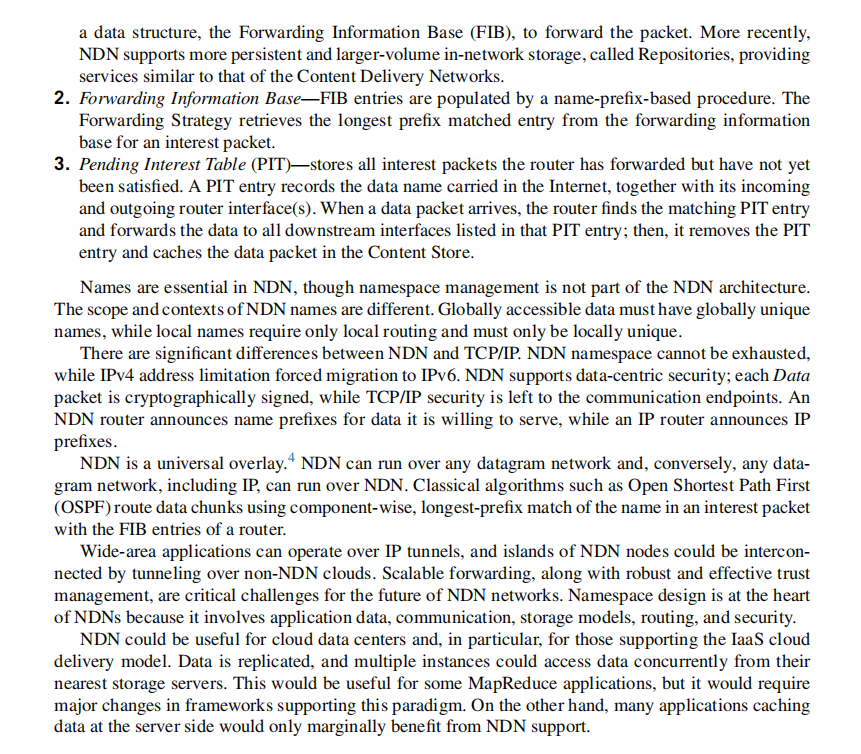 a data structure, the Forwarding Information Base (FIB), to forward the packet. More recently,
NDN supports more persistent and larger-volume in-network storage, called Repositories, providing
services similar to that of the Content Delivery Networks.
2. Forwarding Information Base—FIB entries are populated by a name-prefix-based procedure. The
Forwarding Strategy retrieves the longest prefix matched entry from the forwarding information
base for an interest packet.
3. Pending Interest Table (PIT)—stores all interest packets the router has forwarded but have not yet
been satisfied. A PIT entry records the data name carried in the Internet, together with its incoming
and outgoing router interface(s). When a data packet arrives, the router finds the matching PIT entry
and forwards the data to all downstream interfaces listed in that PIT entry; then, it removes the PIT
entry and caches the data packet in the Content Store.
Names are essential in NDN, though namespace management is not part of the NDN architecture.
The scope and contexts of NDN names are different. Globally accessible data must have globally unique
names, while local names require only local routing and must only be locally unique.
There are significant differences between NDN and TCP/IP. NDN namespace cannot be exhausted,
while IPv4 address limitation forced migration to IPv6. NDN supports data-centric security; each Data
packet is cryptographically signed, while TCP/IP security is left to the communication endpoints. An
NDN router announces name prefixes for data it is willing to serve, while an IP router announces IP
prefixes.
NDN is a universal overlay.4 NDN can run over any datagram network and, conversely, any data-
gram network, including IP, can run over NDN. Classical algorithms such as Open Shortest Path First
(OSPF) route data chunks using component-wise, longest-prefix match of the name in an interest packet
with the FIB entries of a router.
Wide-area applications can operate over IP tunnels, and islands of NDN nodes could be intercon-
nected by tunneling over non-NDN clouds. Scalable forwarding, along with robust and effective trust
management, are critical challenges for the future of NDN networks. Namespace design is at the heart
of NDNs because it involves application data, communication, storage models, routing, and security.
NDN could be useful for cloud data centers and, in particular, for those supporting the IaaS cloud
delivery model. Data is replicated, and multiple instances could access data concurrently from their
nearest storage servers. This would be useful for some MapReduce applications, but it would require
major changes in frameworks supporting this paradigm. On the other hand, many applications caching
data at the server side would only marginally benefit from NDN support.